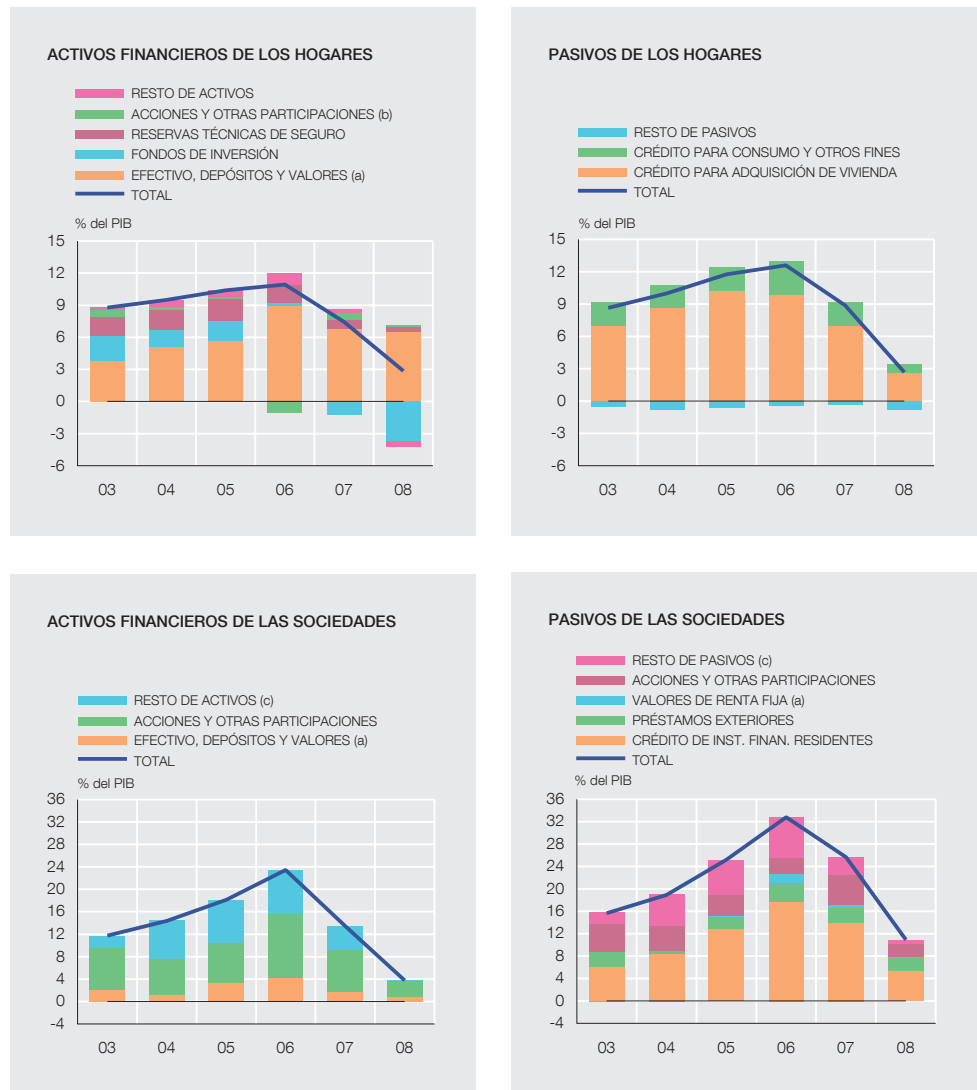 ACTIVOS FINANCIEROS DE LOS HOGARES
RESTO DE ACTIVOS
ACCIONES Y OTRAS PARTICIPACIONES (b)
RESERVAS TÉCNICAS DE SEGURO
FONDOS DE INVERSIÓN
EFECTIVO, DEPÓSITOS Y VALORES (a)
TOTAL
% del PIB
15
12
9
6
3
0
-3
-6
03 04 05 06 07 08
PASIVOS DE LOS HOGARES
RESTO DE PASIVOS
CRÉDITO PARA CONSUMO Y OTROS FINES
CRÉDITO PARA ADQUISICIÓN DE VIVIENDA
TOTAL
% del PIB
15
12
9
6
3
0
-3
-6
03 04 05 06 07 08
ACTIVOS FINANCIEROS DE LAS SOCIEDADES
RESTO DE ACTIVOS (c)
ACCIONES Y OTRAS PARTICIPACIONES
EFECTIVO, DEPÓSITOS Y VALORES (a)
TOTAL
% del PIB
36
32
28
24
20
16
12
8
4
0
-4
03 04 05 06 07 08
PASIVOS DE LAS SOCIEDADES
RESTO DE PASIVOS (c)
ACCIONES Y OTRAS PARTICIPACIONES
VALORES DE RENTA FIJA (a)
PRÉSTAMOS EXTERIORES
CRÉDITO DE INST. FINAN. RESIDENTES
TOTAL
% del PIB
36
32
28
24
20
16
12
8
4
0
-4
03 04 05 06 07 08